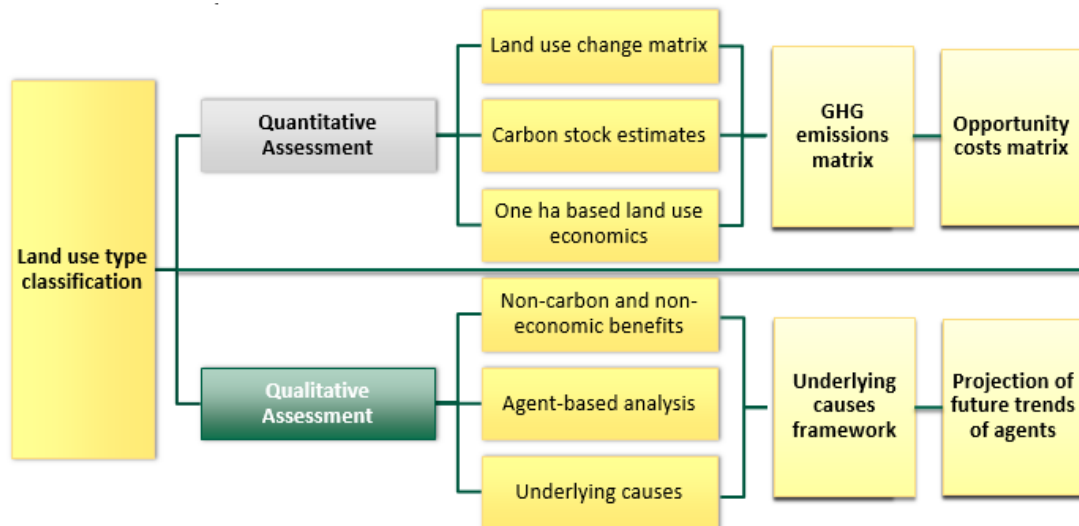 Land use type
classification
Quantitative
Assessment
Land use change matrix
Carbon stock estimates
One ha based land use
economics
GHG
emissions
matrix
Opportunity
costs matrix
Qualitative
Assessment
Non-carbon and non-
economic benefits
Agent-based analysis
Underlying causes
Underlying
causes
framework
Projection of
future trends
of agents